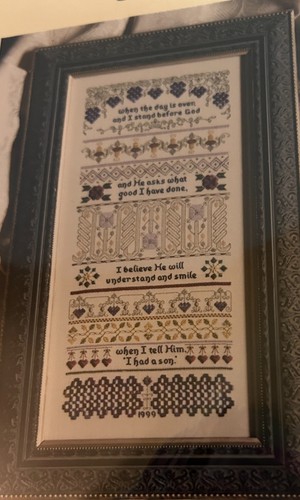 when the day is over
and I stand before God
and He asks what
good I have done,
I believe He will
understand and smile
when I tell Him,
"I had a son."
1999